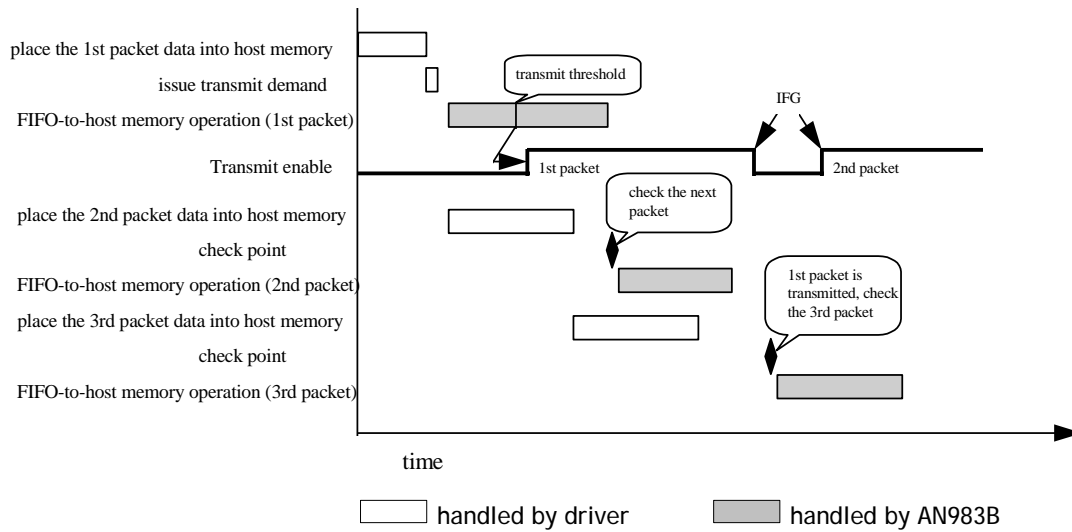 place the 1st packet data into host memory
issue transmit demand
transmit threshold
FIFO-to-host memory operation (1st packet)
IFG
Transmit enable
1st packet
2nd packet
check the next
packet
place the 2nd packet data into host memory
check point
FIFO-to-host memory operation (2nd packet)
1st packet is
transmitted, check
the 3rd packet
place the 3rd packet data into host memory
check point
FIFO-to-host memory operation (3rd packet)
time
handled by driver
handled by AN983B